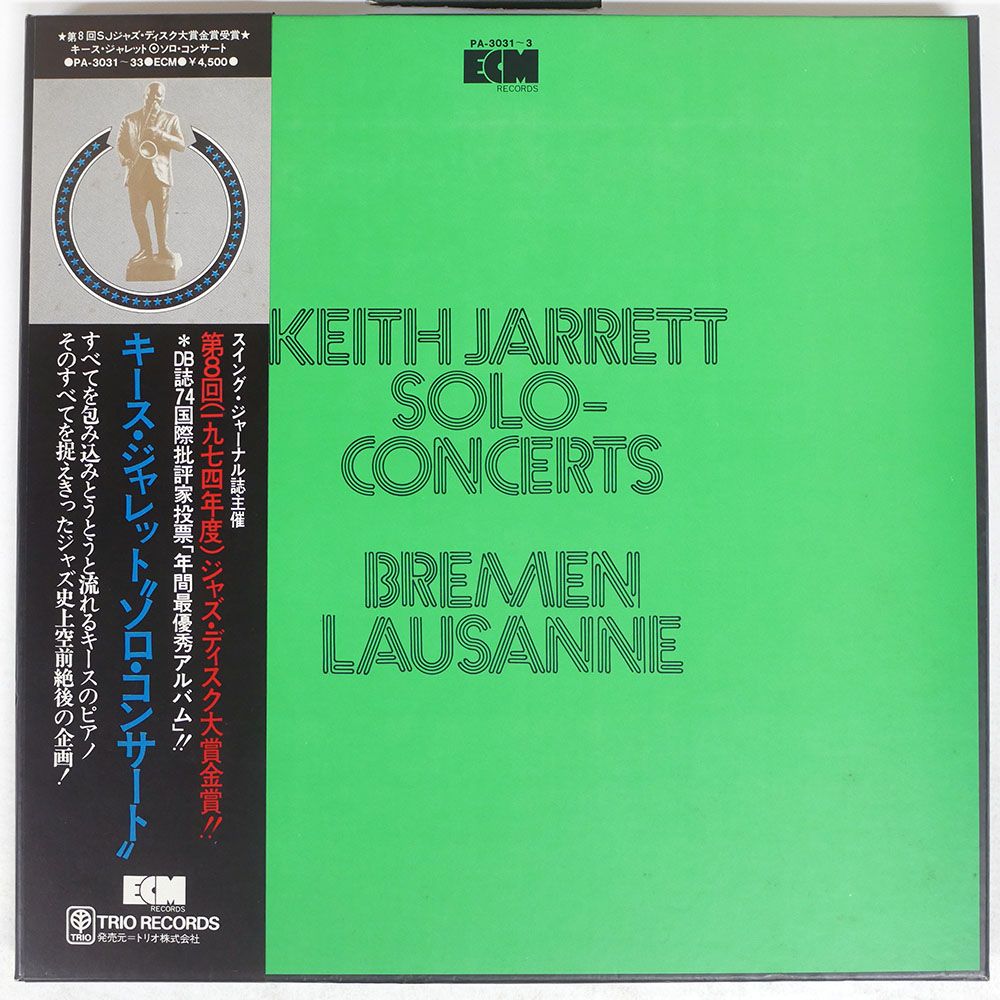 ★第8回SJジャズ・ディスク大賞金賞受賞★
キース・ジャレット⦿ソロ・コンサート
●PA-3031〜33●ECM●¥4,500●
スイング・ジャーナル誌主催
第8回(一九七四年度)ジャズ・ディスク大賞金賞!!
*DB誌74国際批評家投票「年間最優秀アルバム」!!
キース・ジャレット〝ソロ・コンサート〟
すべてを包み込みとうとうと流れるキースのピアノ
そのすべてを捉えきったジャズ史上空前絶後の企画!
ECM
RECORDS
TRIO
TRIO RECORDS
発売元=トリオ株式会社
PA-3031〜3
ECM
RECORDS
KEITH JARRETT
SOLO-
CONCERTS
BREMEN
LAUSANNE